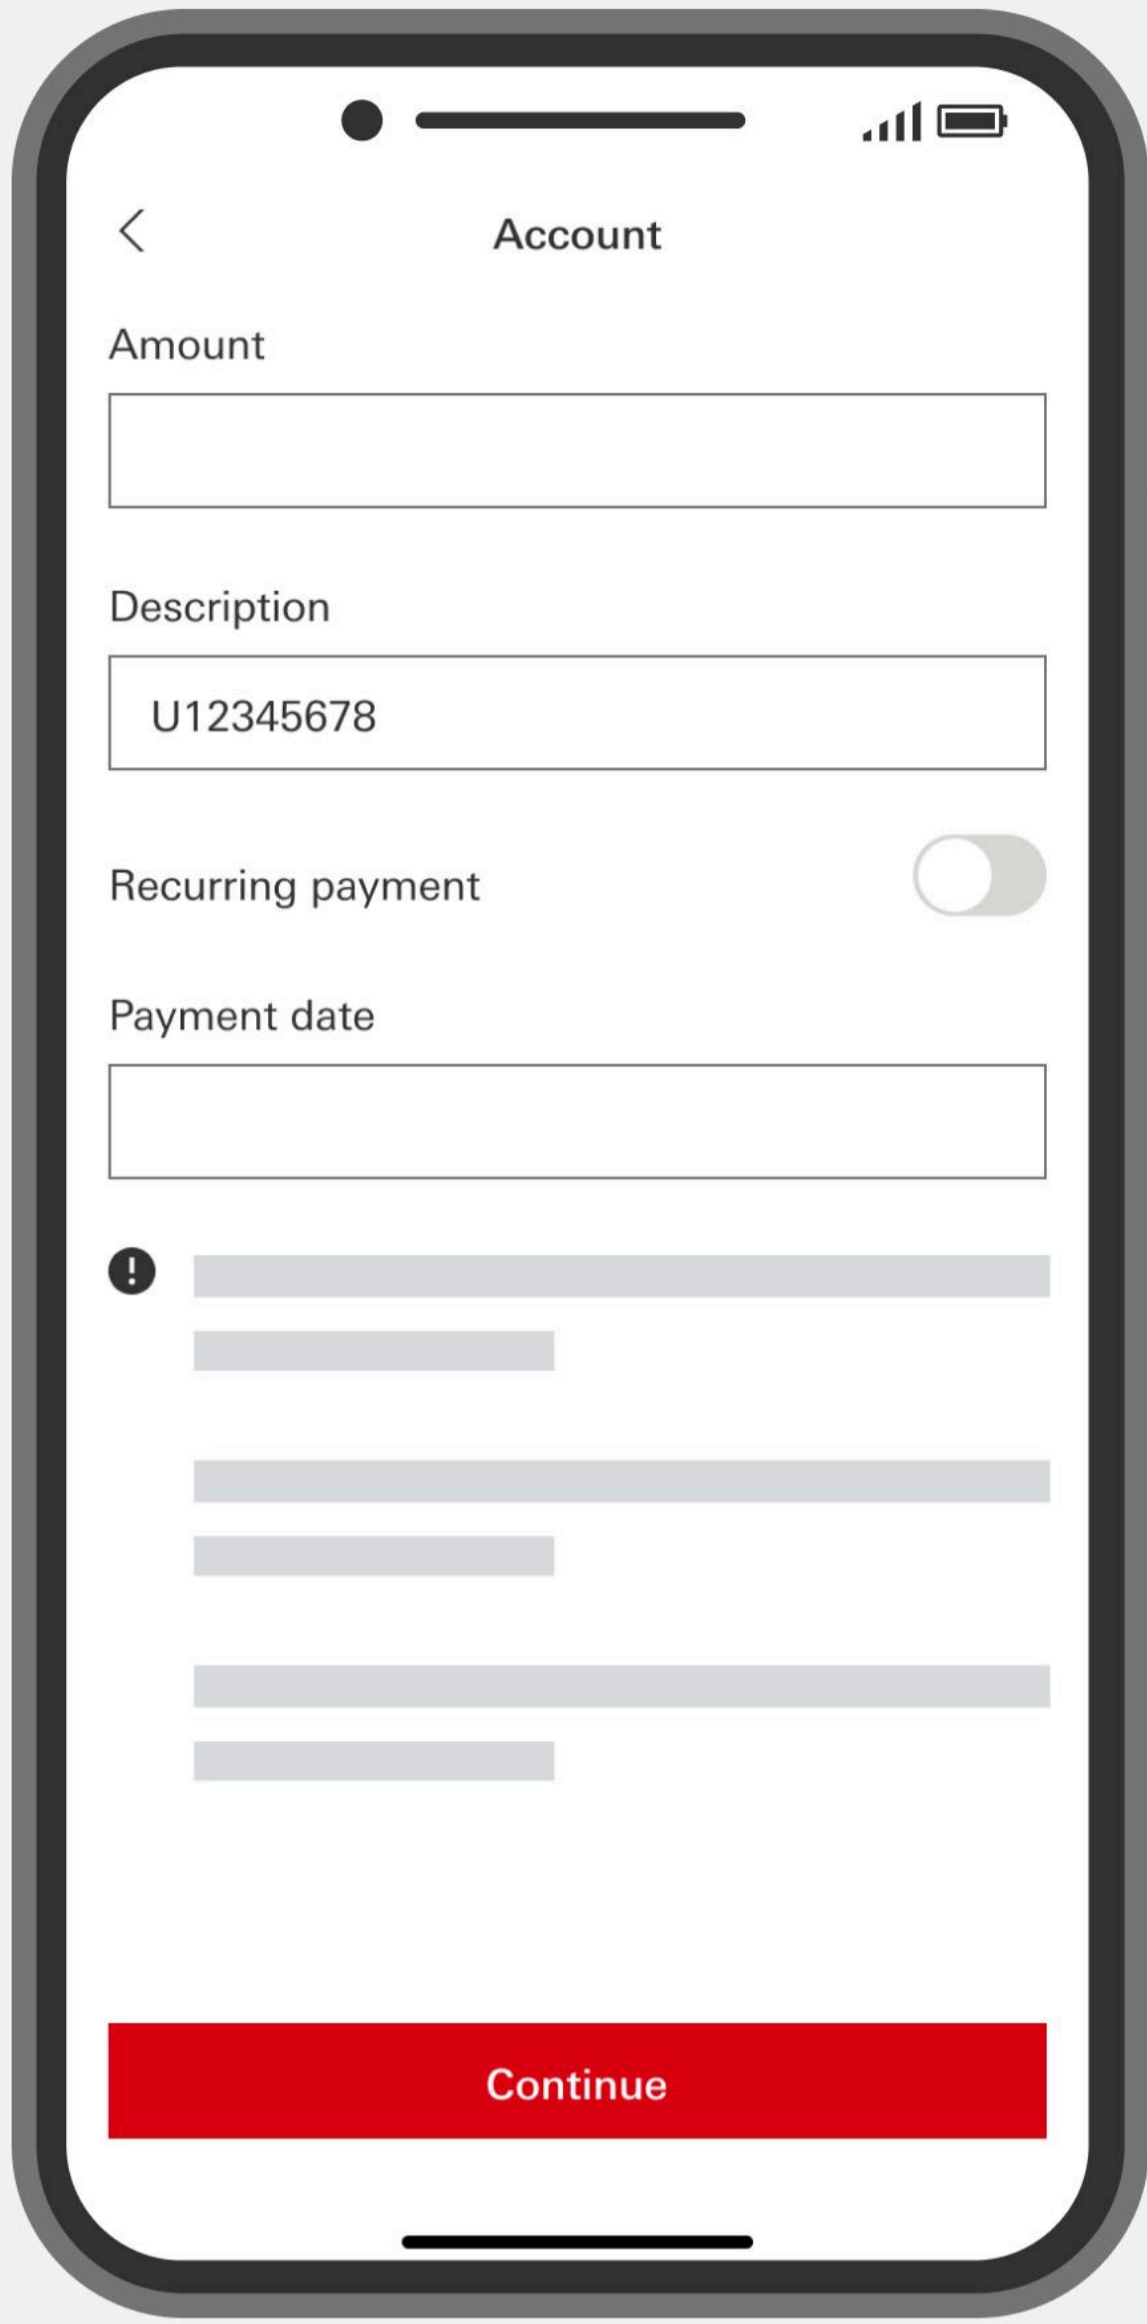 Account
Amount
Description
U12345678
Recurring payment
Payment date
Continue